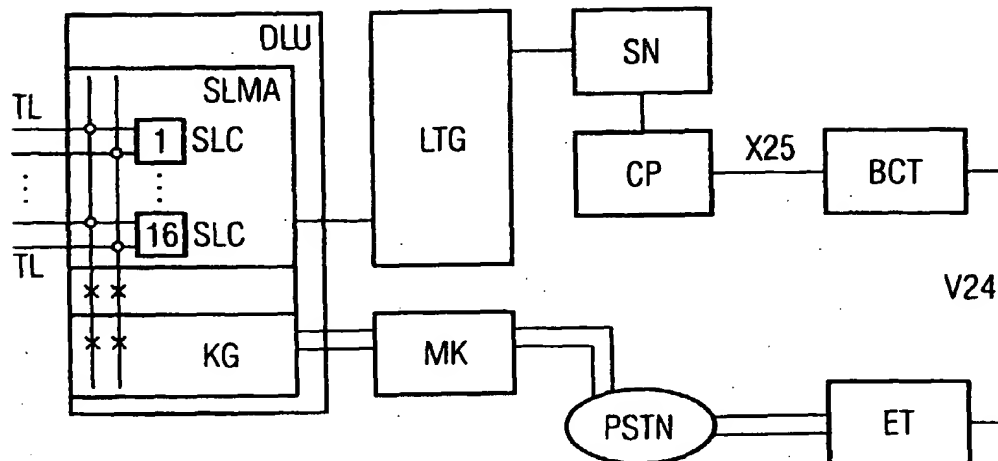 DLU
SLMA
TL
1 SLC
16 SLC
TL
KG
LTG
MK
SN
CP
X25
BCT
V24
PSTN
ET